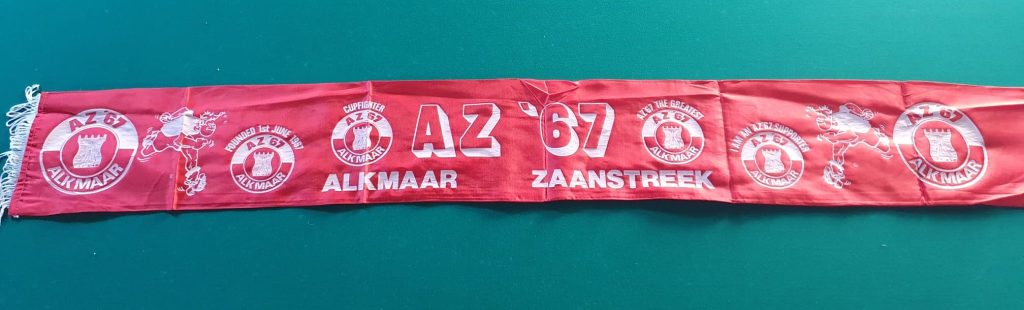 AZ'67
ALKMAAR
FOUNDED 1st JUNE 1967
AZ'67
ALKMAAR
CUPFIGHTER
AZ'67
ALKMAAR
AZ '67
ALKMAAR ZAANSTREEK
AZ'67 THE GREATEST
AZ'67
ALKMAAR
I AM AN AZ'67 SUPPORTER
AZ'67
ALKMAAR
AZ'67
ALKMAAR